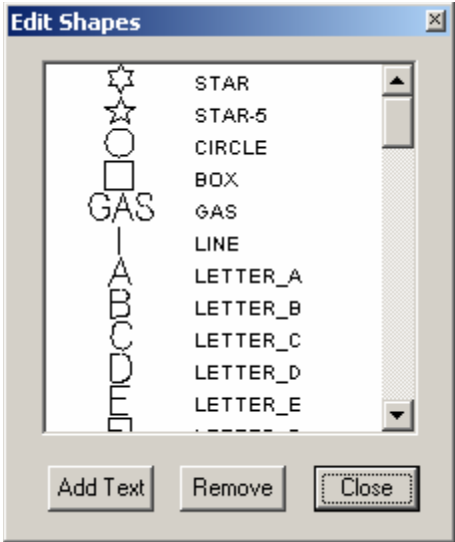 Edit Shapes
STAR
STAR-5
CIRCLE
BOX
GAS GAS
LINE
A LETTER_A
B LETTER_B
C LETTER_C
D LETTER_D
E LETTER_E
Add Text Remove Close